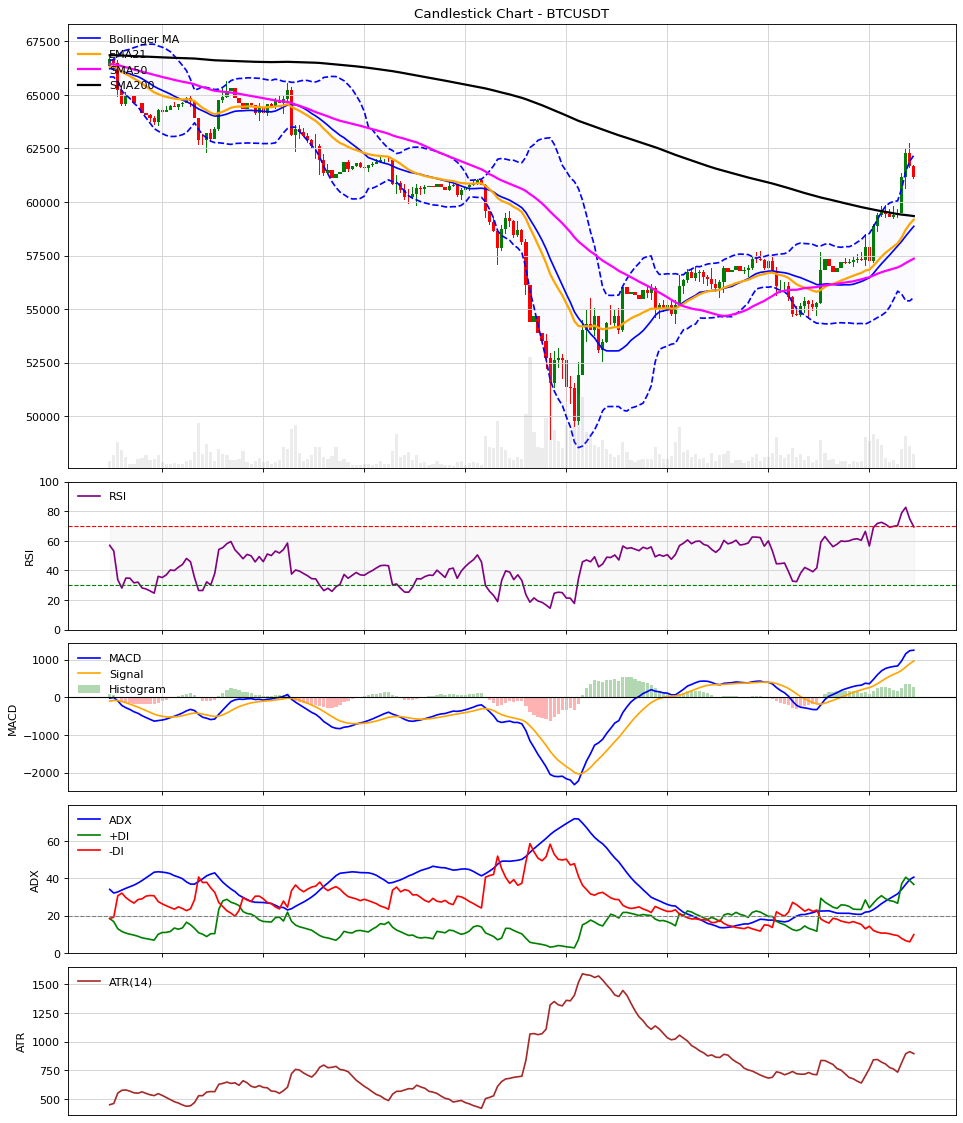 Candlestick Chart - BTCUSDT
67500
65000
62500
60000
57500
55000
52500
50000
Bollinger MA
EMA21
SMA50
SMA200
100
80
60
40
20
0
RSI
RSI
1000
0
−1000
−2000
MACD
MACD
Signal
Histogram
60
40
20
0
ADX
ADX
+DI
-DI
1500
1250
1000
750
500
ATR
ATR(14)